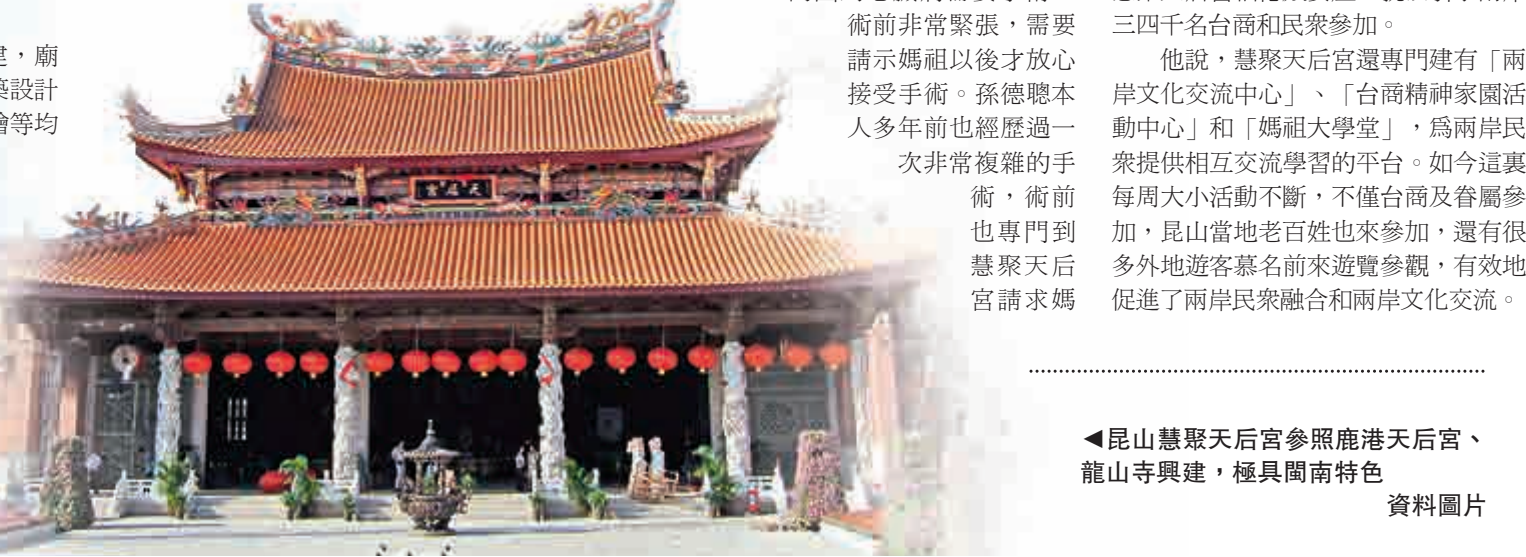 建，廟
築設計
繪等均
術前非常緊張，需要
請示媽祖以後才放心
接受手術。孫德聰本
人多年前也經歷過一
次非常複雜的手
術，術前
也專門到
慧聚天后
宮請求媽
三四千名台商和民衆參加。
他說，慧聚天后宮還專門建有「兩
岸文化交流中心」、「台商精神家園活
動中心」和「媽祖大學堂」，爲兩岸民
衆提供相互交流學習的平台。如今這裏
每周大小活動不斷，不僅台商及眷屬參
加，昆山當地老百姓也來參加，還有很
多外地遊客慕名前來遊覽參觀，有效地
促進了兩岸民衆融合和兩岸文化交流。
◀昆山慧聚天后宮參照鹿港天后宮、
龍山寺興建，極具閩南特色
資料圖片
天后宮